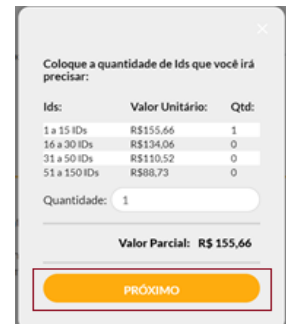 Coloque a quantidade de Ids que você irá
precisar:
Ids: Valor Unitário: Qtd:
1 a 15 IDs R$155,66 1
16 a 30 IDs R$134,06 0
31 a 50 IDs R$110,52 0
51 a 150 IDs R$88,73 0
Quantidade: 1
Valor Parcial: R$ 155,66
PRÓXIMO